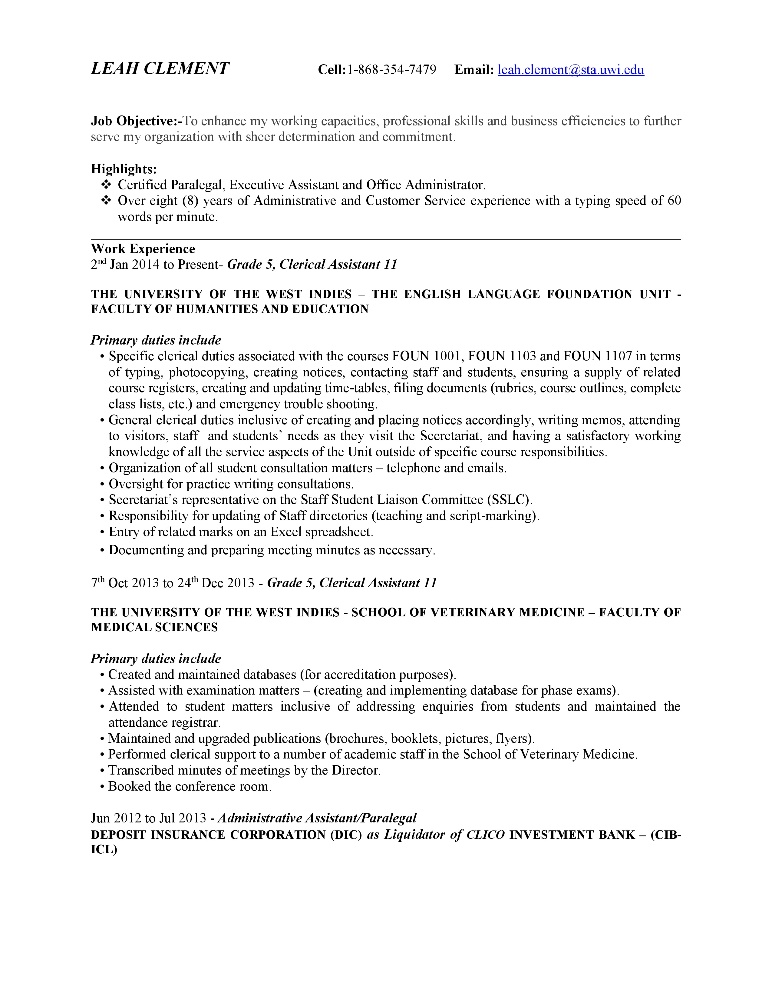 LEAH CLEMENT Cell:1-868-354-7479 Email: leah.clement@sta.uwi.edu
Job Objective:-To enhance my working capacities, professional skills and business efficiencies to further
serve my organization with sheer determination and commitment.
Highlights:
❖ Certified Paralegal, Executive Assistant and Office Administrator.
❖ Over eight (8) years of Administrative and Customer Service experience with a typing speed of 60
words per minute.
Work Experience
2nd Jan 2014 to Present- Grade 5, Clerical Assistant 11
THE UNIVERSITY OF THE WEST INDIES – THE ENGLISH LANGUAGE FOUNDATION UNIT -
FACULTY OF HUMANITIES AND EDUCATION
Primary duties include
• Specific clerical duties associated with the courses FOUN 1001, FOUN 1103 and FOUN 1107 in terms
of typing, photocopying, creating notices, contacting staff and students, ensuring a supply of related
course registers, creating and updating time-tables, filing documents (rubrics, course outlines, complete
class lists, etc.) and emergency trouble shooting.
• General clerical duties inclusive of creating and placing notices accordingly, writing memos, attending
to visitors, staff and students' needs as they visit the Secretariat, and having a satisfactory working
knowledge of all the service aspects of the Unit outside of specific course responsibilities.
• Organization of all student consultation matters – telephone and emails.
• Oversight for practice writing consultations.
• Secretariat's representative on the Staff Student Liaison Committee (SSLC).
• Responsibility for updating of Staff directories (teaching and script-marking).
• Entry of related marks on an Excel spreadsheet.
• Documenting and preparing meeting minutes as necessary.
7th Oct 2013 to 24th Dec 2013 - Grade 5, Clerical Assistant 11
THE UNIVERSITY OF THE WEST INDIES - SCHOOL OF VETERINARY MEDICINE – FACULTY OF
MEDICAL SCIENCES
Primary duties include
• Created and maintained databases (for accreditation purposes).
• Assisted with examination matters – (creating and implementing database for phase exams).
• Attended to student matters inclusive of addressing enquiries from students and maintained the
attendance registrar.
• Maintained and upgraded publications (brochures, booklets, pictures, flyers).
• Performed clerical support to a number of academic staff in the School of Veterinary Medicine.
• Transcribed minutes of meetings by the Director.
• Booked the conference room.
Jun 2012 to Jul 2013 - Administrative Assistant/Paralegal
DEPOSIT INSURANCE CORPORATION (DIC) as Liquidator of CLICO INVESTMENT BANK – (CIB-
ICL)